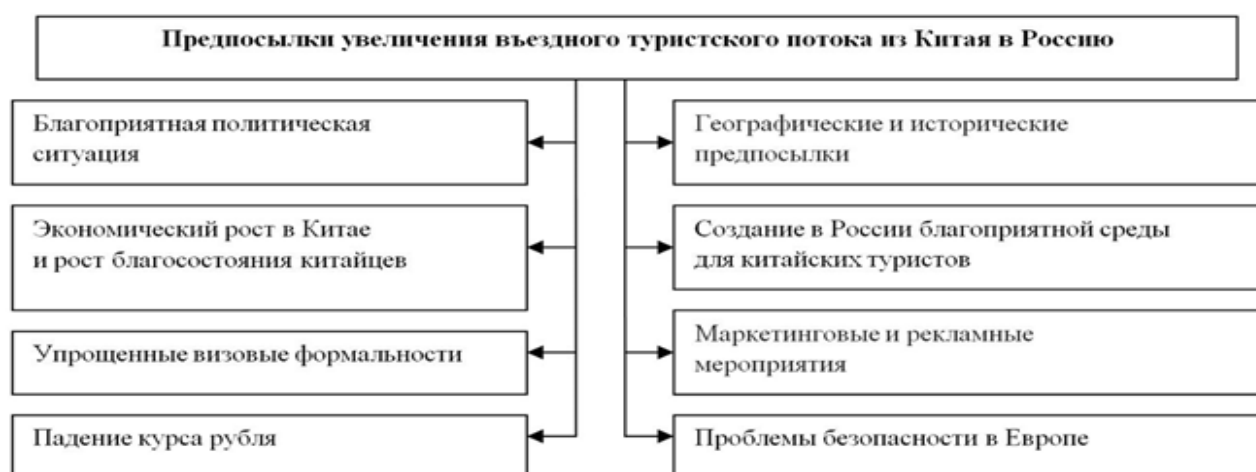 Предпосылки увеличения въездного туристского потока из Китая в Россию
Благоприятная политическая
ситуация
Экономический рост в Китае
и рост благосостояния китайцев
Упрощенные визовые формальности
Падение курса рубля
Географические и исторические
предпосылки
Создание в России благоприятной среды
для китайских туристов
Маркетинговые и рекламные
мероприятия
Проблемы безопасности в Европе